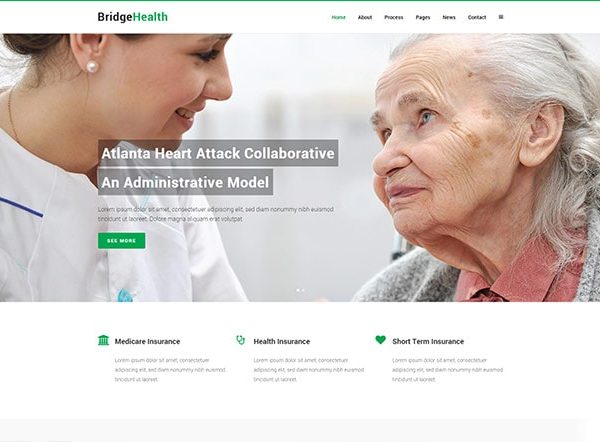 BridgeHealth
Home About Process Pages News Contact
Atlanta Heart Attack Collaborative
An Administrative Model
Lorem ipsum dolor sit amet, consectetuer adipiscing elit, sed diam nonummy nibh euismod
tincidunt ut laoreet. Dolore magna aliquam erat volutpat
SEE MORE
Medicare Insurance
Lorem ipsum dolor sit amet, consectetuer
adipiscing elit, sed diam nonummy nibh euismod
tincidunt ut laoreet.
Health Insurance
Lorem ipsum dolor sit amet, consectetuer
adipiscing elit, sed diam nonummy nibh euismod
tincidunt ut laoreet.
Short Term Insurance
Lorem ipsum dolor sit amet, consectetuer
adipiscing elit, sed diam nonummy nibh euismod
tincidunt ut laoreet.